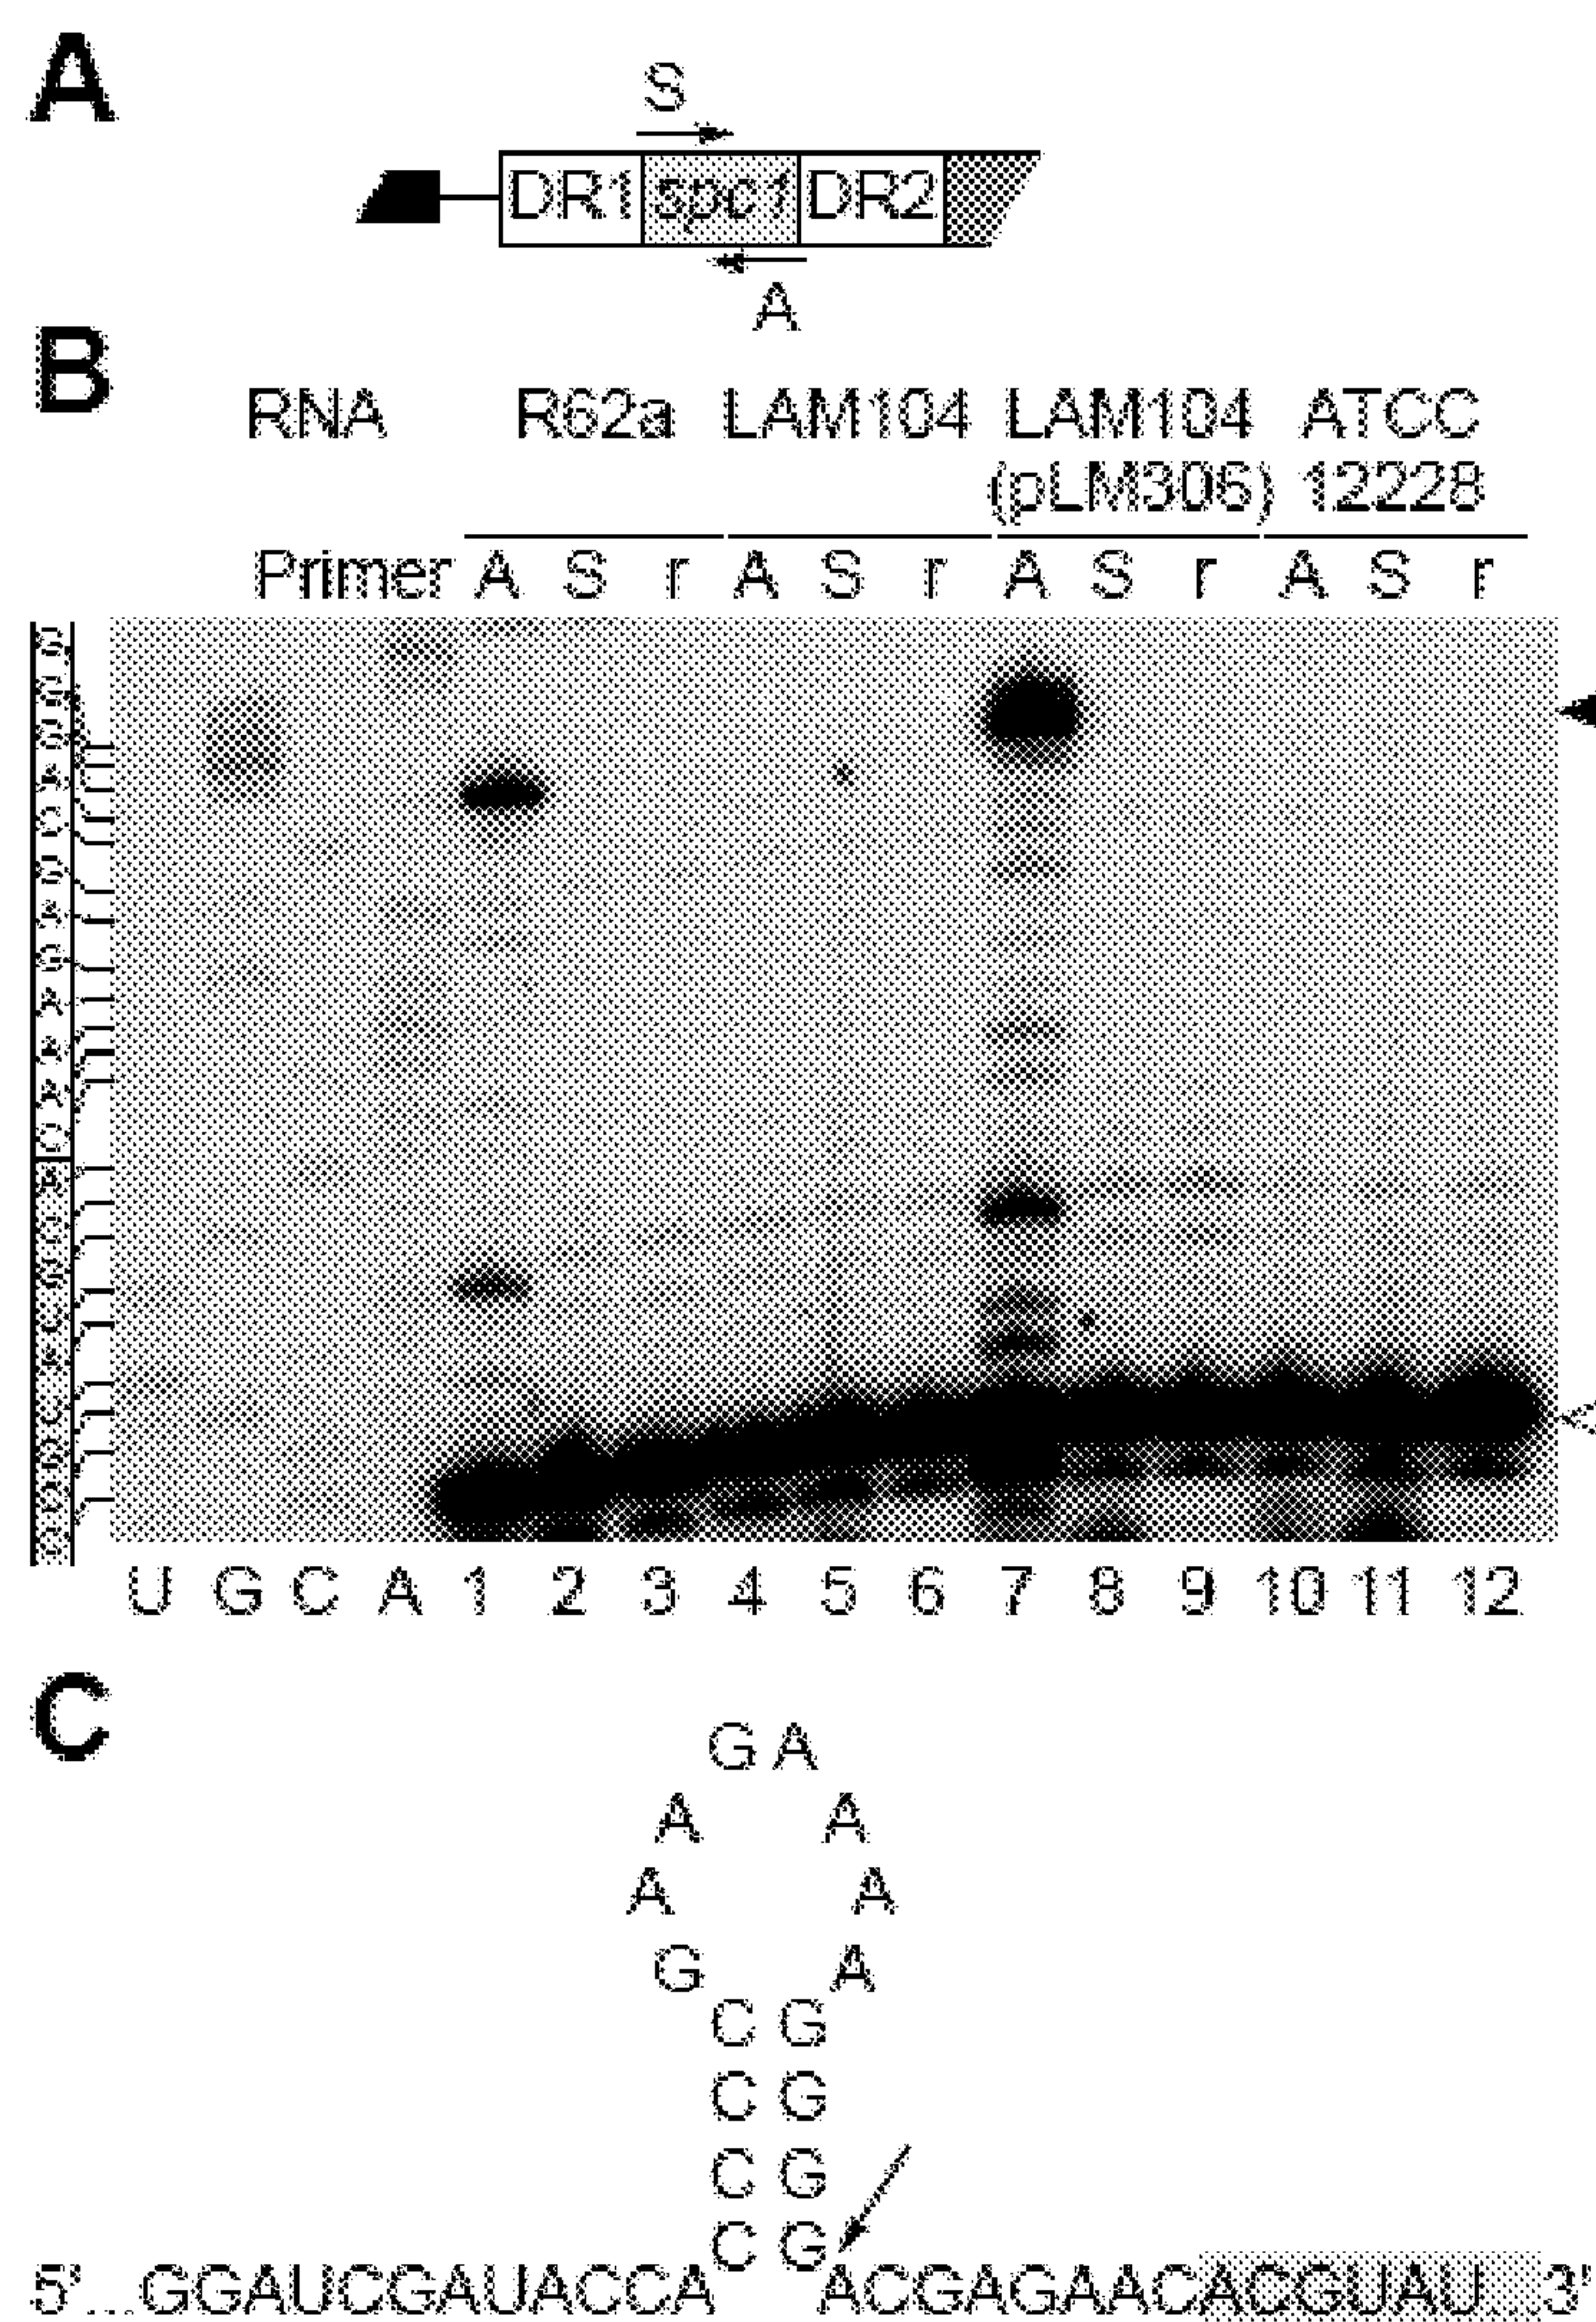 A
S
DR1 spc1 DR2
A
B
RNA R62a LAM104 LAM104 ATCC
(pLM306) 12228
Primer A S r A S r A S r A S r
U G C A 1 2 3 4 5 6 7 8 9 10 11 12
C
G A
A A
A A
G A
C G
C G
C G
C G
5' ...GGAUCGAUACCCA ACGAGAACACGUAU 3'